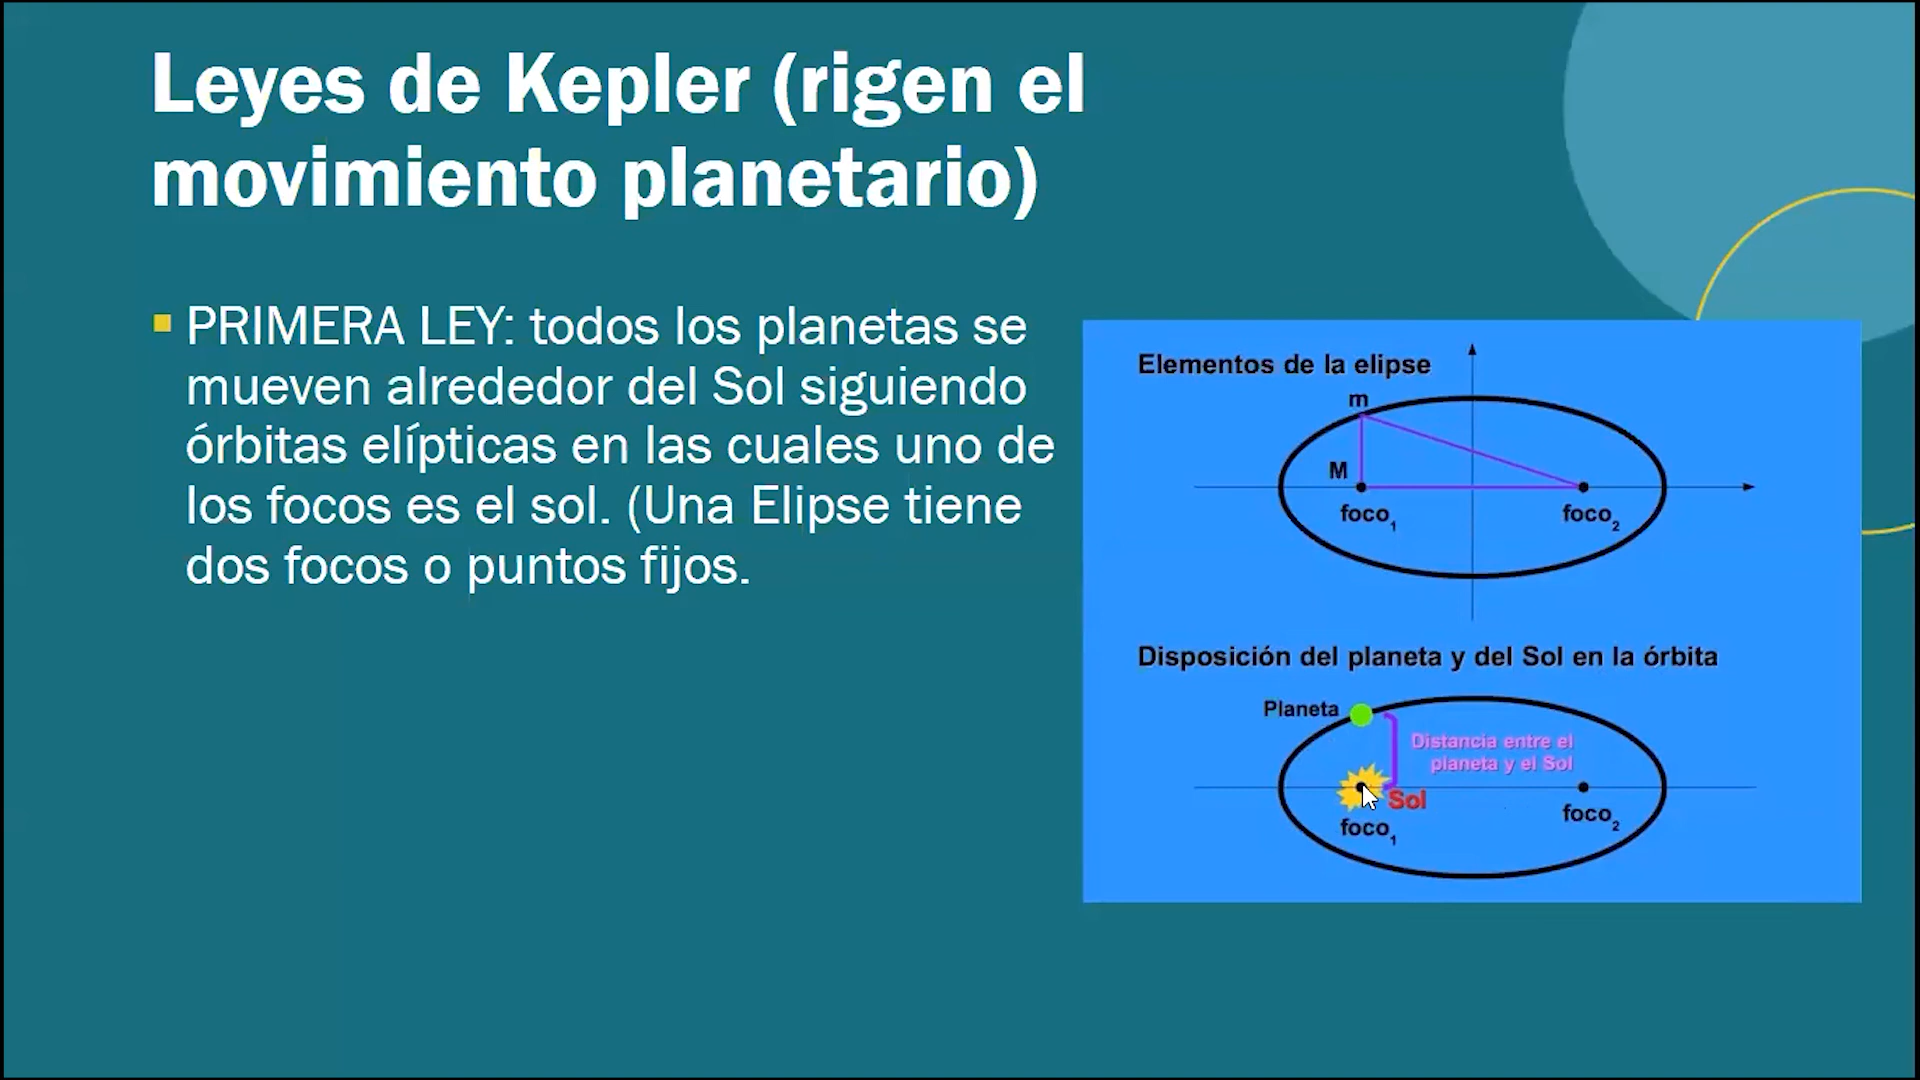 Leyes de Kepler (rigen el
movimiento planetario)
PRIMERA LEY: todos los planetas se
mueven alrededor del Sol siguiendo
órbitas elípticas en las cuales uno de
los focos es el sol. (Una Elipse tiene
dos focos o puntos fijos.
Elementos de la elipse
m
M
foco₁
foco₂
Disposición del planeta y del Sol en la órbita
Planeta
Distancia entre el
planeta y el Sol
Sol
foco₁
foco₂